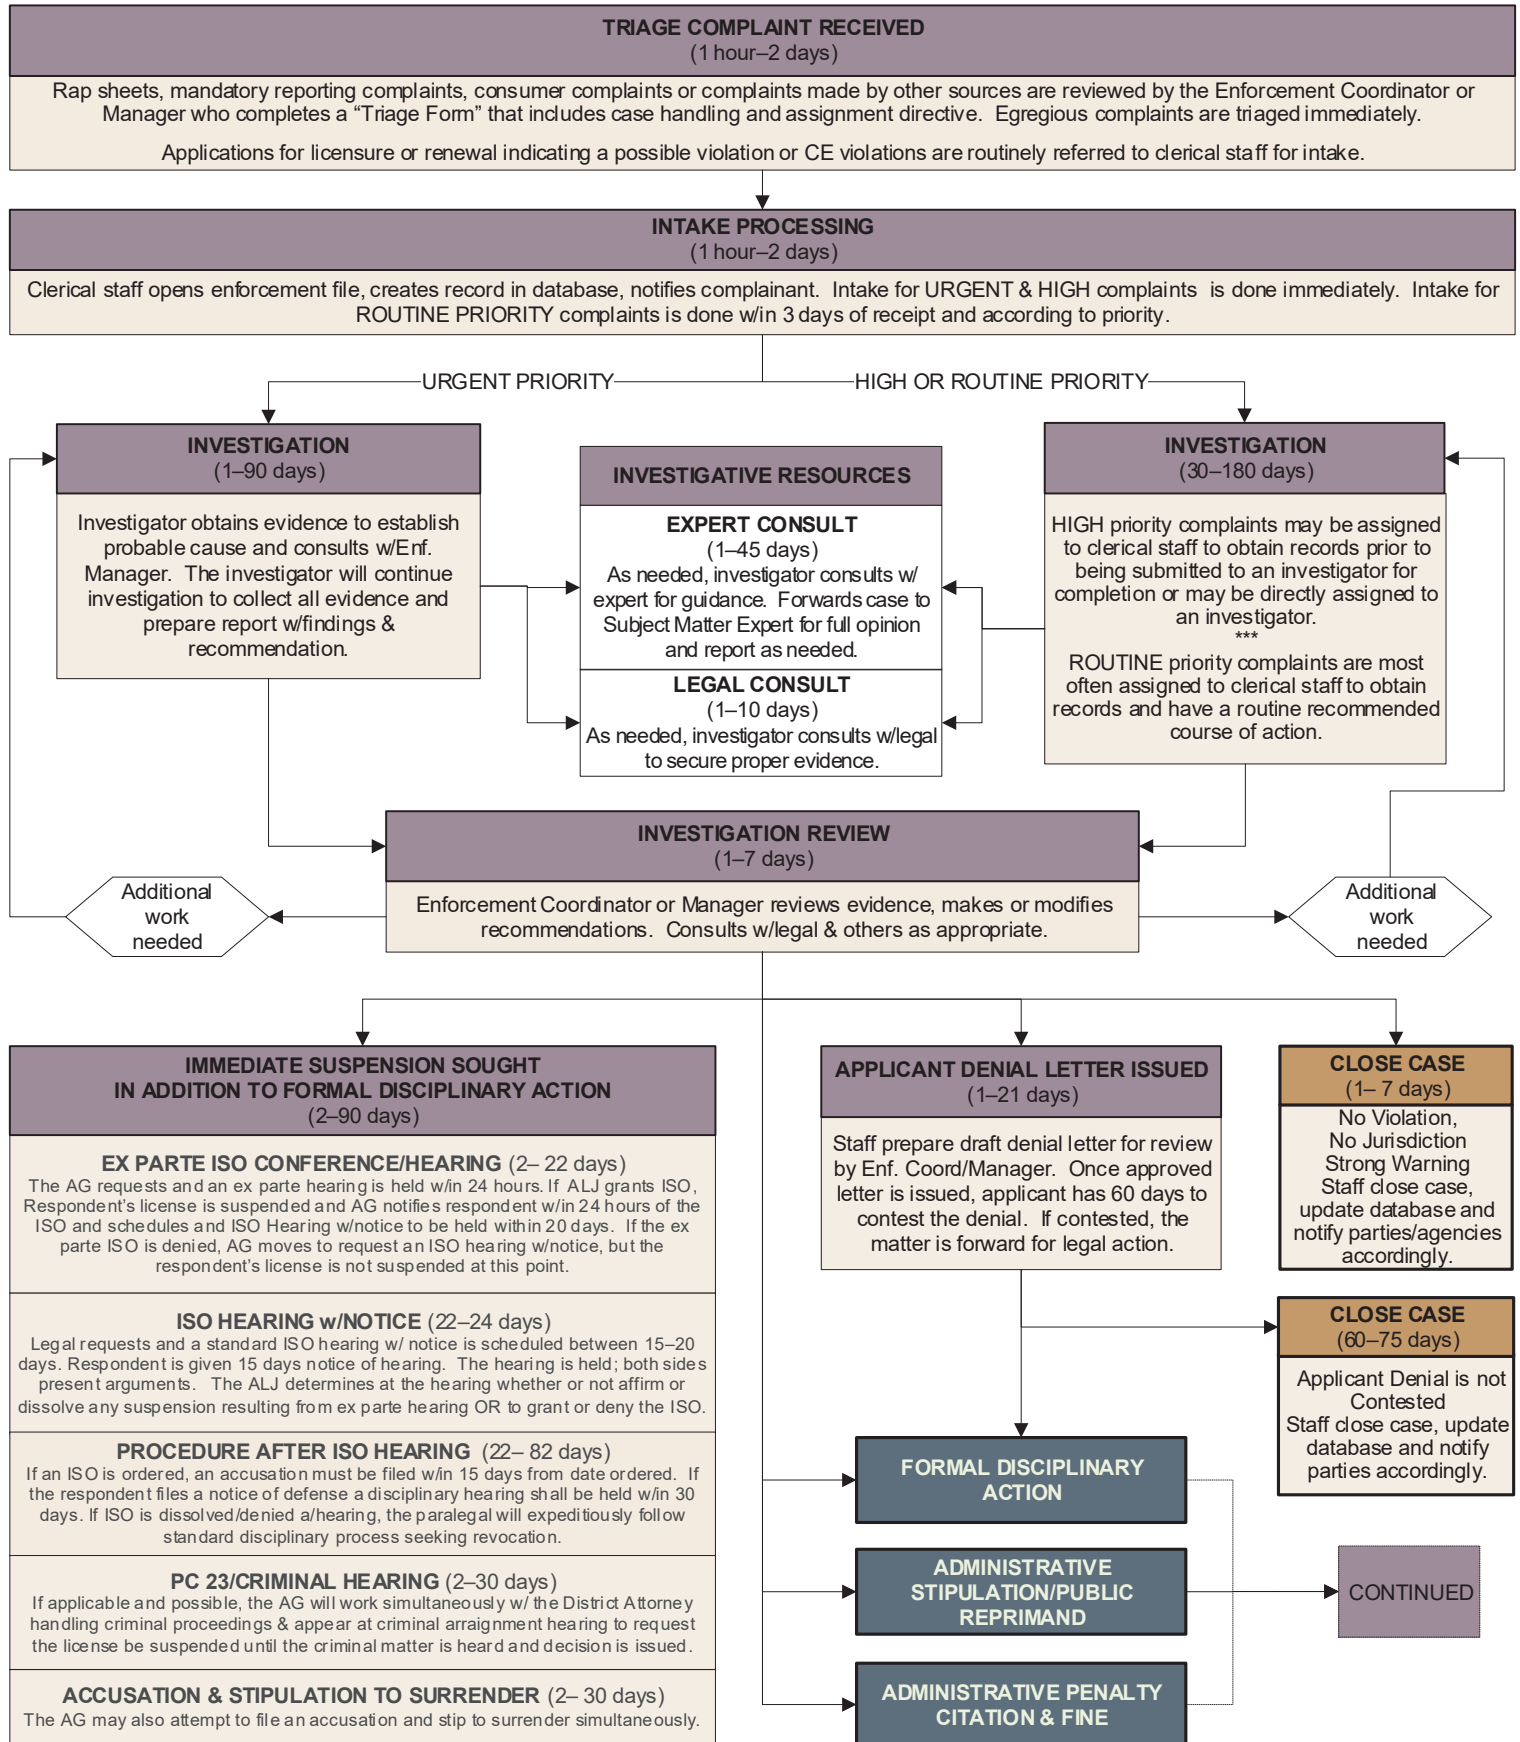 TRIAGE COMPLAINT RECEIVED
(1 hour–2 days)
Rap sheets, mandatory reporting complaints, consumer complaints or complaints made by other sources are reviewed by the Enforcement Coordinator or
Manager who completes a “Triage Form” that includes case handling and assignment directive.  Egregious complaints are triaged immediately.
Applications for licensure or renewal indicating a possible violation or CE violations are routinely referred to clerical staff for intake.
INTAKE PROCESSING
(1 hour–2 days)
Clerical staff opens enforcement file, creates record in database, notifies complainant.  Intake for URGENT & HIGH complaints  is done immediately.  Intake for
ROUTINE PRIORITY complaints is done w/in 3 days of receipt and according to priority.
URGENT PRIORITY
HIGH OR ROUTINE PRIORITY
INVESTIGATION
(1–90 days)
Investigator obtains evidence to establish
probable cause and consults w/Enf.
Manager.  The investigator will continue
investigation to collect all evidence and
prepare report w/findings &
recommendation.
INVESTIGATIVE RESOURCES
EXPERT CONSULT
(1–45 days)
As needed, investigator consults w/
expert for guidance.  Forwards case to
Subject Matter Expert for full opinion
and report as needed.
LEGAL CONSULT
(1–10 days)
As needed, investigator consults w/legal
to secure proper evidence.
INVESTIGATION
(30–180 days)
HIGH priority complaints may be assigned
to clerical staff to obtain records prior to
being submitted to an investigator for
completion or may be directly assigned to
an investigator.
***
ROUTINE priority complaints are most
often assigned to clerical staff to obtain
records and have a routine recommended
course of action.
INVESTIGATION REVIEW
(1–7 days)
Enforcement Coordinator or Manager reviews evidence, makes or modifies
recommendations.  Consults w/legal & others as appropriate.
Additional
work
needed
Additional
work
needed
IMMEDIATE SUSPENSION SOUGHT
IN ADDITION TO FORMAL DISCIPLINARY ACTION
(2–90 days)
EX PARTE ISO CONFERENCE/HEARING (2– 22 days)
The AG requests and an ex parte hearing is held w/in 24 hours. If  ALJ grants ISO,
Respondent’s license is suspended and AG notifies respondent w/in 24 hours of the
ISO and schedules and ISO Hearing w/notice to be held within 20 days.  If the ex
parte ISO is denied, AG moves to request an ISO hearing w/notice, but the
respondent’s license is not suspended at this point.
ISO HEARING w/NOTICE (22–24 days)
Legal requests and a standard ISO hearing w/ notice is scheduled between 15–20
days. Respondent is given 15 days notice of hearing.  The hearing is held; both sides
present arguments.  The ALJ determines at the hearing whether or not affirm or
dissolve any suspension resulting from ex parte hearing OR to grant or deny the ISO.
PROCEDURE AFTER ISO HEARING  (22– 82 days)
If an ISO is ordered, an accusation must be filed w/in 15 days from date ordered.  If
the respondent files a notice of defense a disciplinary hearing shall be held w/in 30
days. If ISO is dissolved/denied a/hearing, the paralegal will expeditiously follow
standard disciplinary process seeking revocation.
PC 23/CRIMINAL HEARING (2–30 days)
If applicable and possible, the AG will work simultaneously w/ the District Attorney
handling criminal proceedings & appear at criminal arraignment hearing to request
the license be suspended until the criminal matter is heard and decision is issued.
ACCUSATION & STIPULATION TO SURRENDER (2– 30 days)
The AG may also attempt to file an accusation and stip to surrender simultaneously.
APPLICANT DENIAL LETTER ISSUED
(1–21 days)
Staff prepare draft denial letter for review
by Enf. Coord/Manager.  Once approved
letter is issued, applicant has 60 days to
contest the denial.  If contested, the
matter is forward for legal action.
CLOSE CASE
(1– 7 days)
No Violation,
No Jurisdiction
Strong Warning
Staff close case,
update database and
notify parties/agencies
accordingly.
CLOSE CASE
(60–75 days)
Applicant Denial is not
Contested
Staff close case, update
database and notify
parties accordingly.
FORMAL DISCIPLINARY
ACTION
ADMINISTRATIVE
STIPULATION/PUBLIC
REPRIMAND
ADMINISTRATIVE PENALTY
CITATION & FINE
CONTINUED